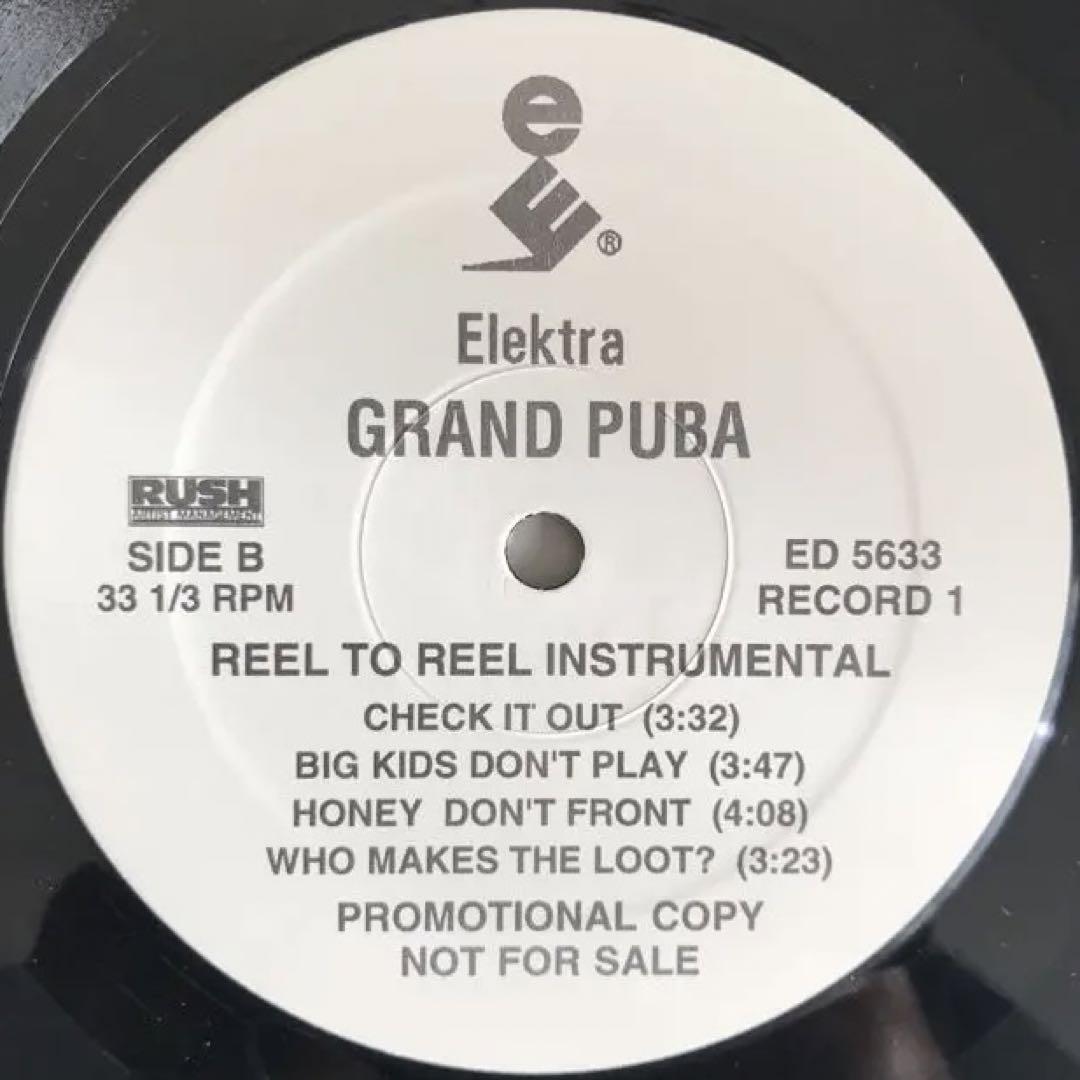 e
E
®
Elektra
GRAND PUBA
RUSH
ARTIST MANAGEMENT
SIDE B
33 1/3 RPM
ED 5633
RECORD 1
REEL TO REEL INSTRUMENTAL
CHECK IT OUT (3:32)
BIG KIDS DON'T PLAY (3:47)
HONEY DON'T FRONT (4:08)
WHO MAKES THE LOOT? (3:23)
PROMOTIONAL COPY
NOT FOR SALE